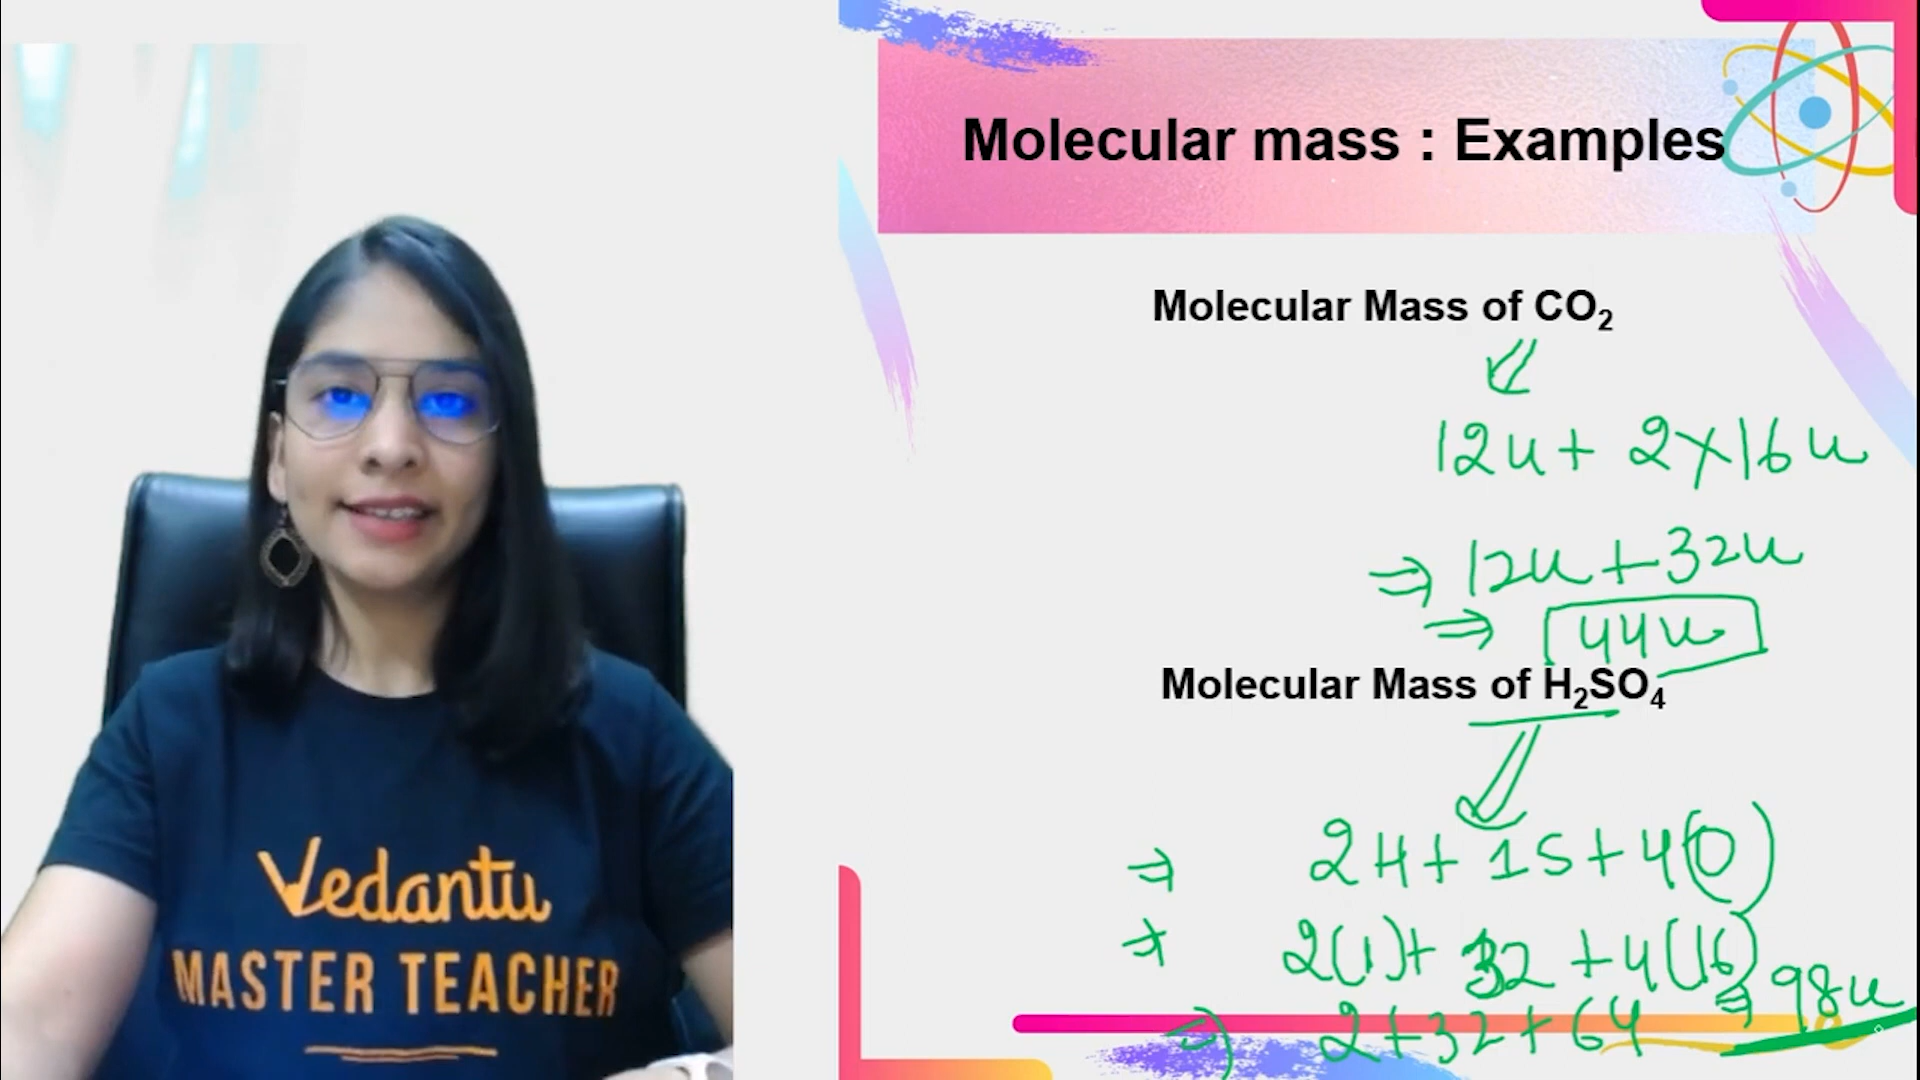 Vedantu
MASTER TEACHER
Molecular mass : Examples
Molecular Mass of CO₂
12u + 2×16u
⇒ 12u + 32u
⇒ 44u
Molecular Mass of H₂SO₄
⇒ 2H + 1S + 4(O)
⇒ 2(1) + 32 + 4(16)
⇒ 2 + 32 + 64 ⇒ 98u